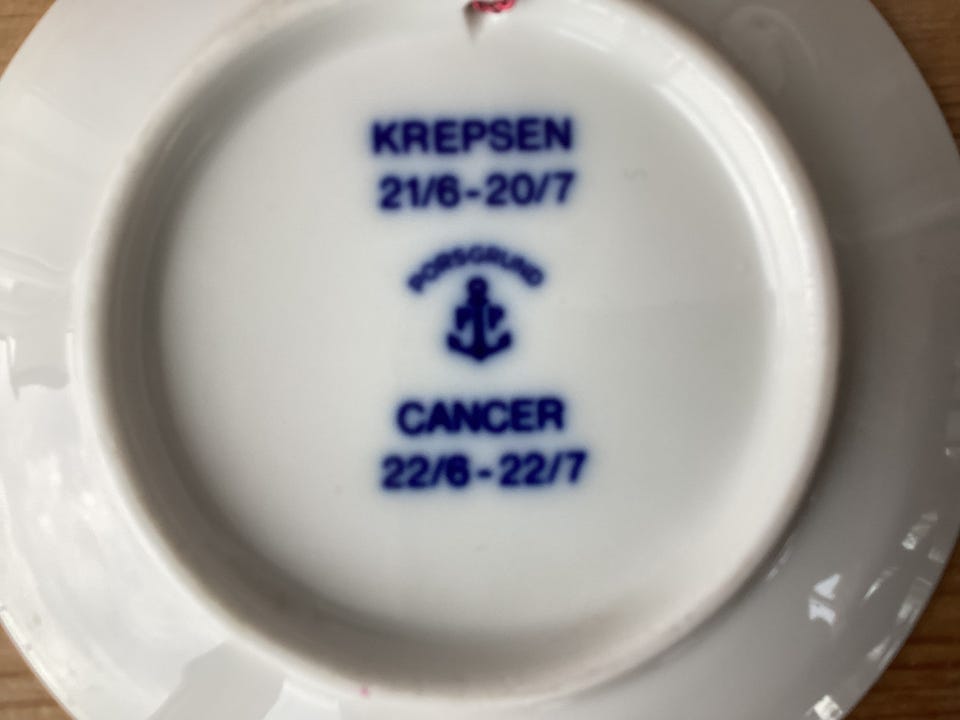 KREPSEN
21/6-20/7
PORSGRUND
CANCER
22/6-22/7